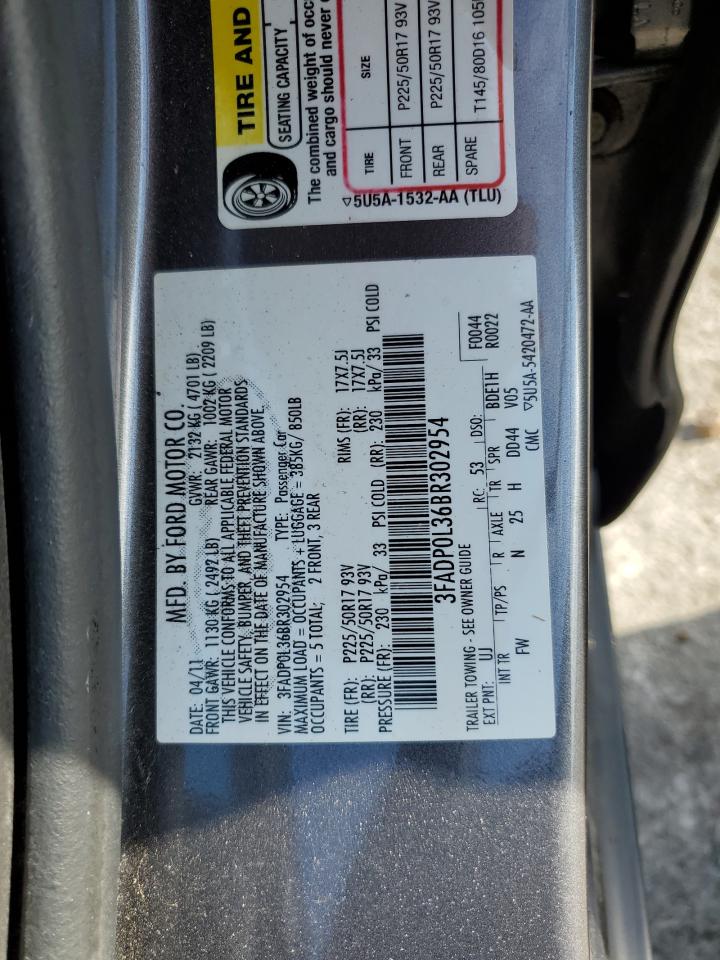 TIRE AND
SEATING CAPACITY
The combined weight of occ
and cargo should never
TIRE SIZE
FRONT P225/50R17 93V
REAR P225/50R17 93V
SPARE T145/80D16 105
▽5U5A-1532-AA (TLU)
MFD. BY FORD MOTOR CO.
DATE: 04/11 GVWR: 2132 KG ( 4701 LB)
FRONT GAWR: 1130 KG ( 2492 LB) REAR GAWR: 1002 KG ( 2209 LB)
THIS VEHICLE CONFORMS TO ALL APPLICABLE FEDERAL MOTOR
VEHICLE SAFETY, BUMPER, AND THEFT PREVENTION STANDARDS
IN EFFECT ON THE DATE OF MANUFACTURE SHOWN ABOVE
VIN: 3FADP0L36BR302954 TYPE: Passenger Car
MAXIMUM LOAD = OCCUPANTS + LUGGAGE = 385KG/ 850LB
OCCUPANTS = 5 TOTAL: 2 FRONT, 3 REAR
TIRE (FR): P225/50R17 93V RIMS (FR): 17X7.5J
(RR): P225/50R17 93V (RR): 17X7.5J
PRESSURE (FR): 230 kPa/ 33 PSI COLD (RR): 230 kPa/ 33 PSI COLD
3FADP0L36BR302954
TRAILER TOWING - SEE OWNER GUIDE
EXT PNT: UJ RC: 53 DSO: F0044
R0022
INT TR TP/PS R AXLE TR SPR BDE1H
FW N 25 H DD44 V05
CMC ▽5U5A-5420472-AA